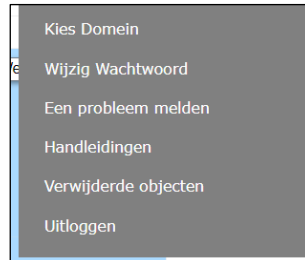 Kies Domein
Wijzig Wachtwoord
Een probleem melden
Handleidingen
Verwijderde objecten
Uitloggen